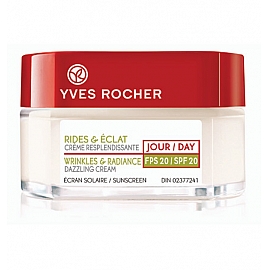 YVES ROCHER
RIDES & ÉCLAT
CRÈME RESPLENDISSANTE
JOUR / DAY
WRINKLES & RADIANCE
FPS 20 / SPF 20
DAZZLING CREAM
ÉCRAN SOLAIRE / SUNSCREEN
DIN 02377241